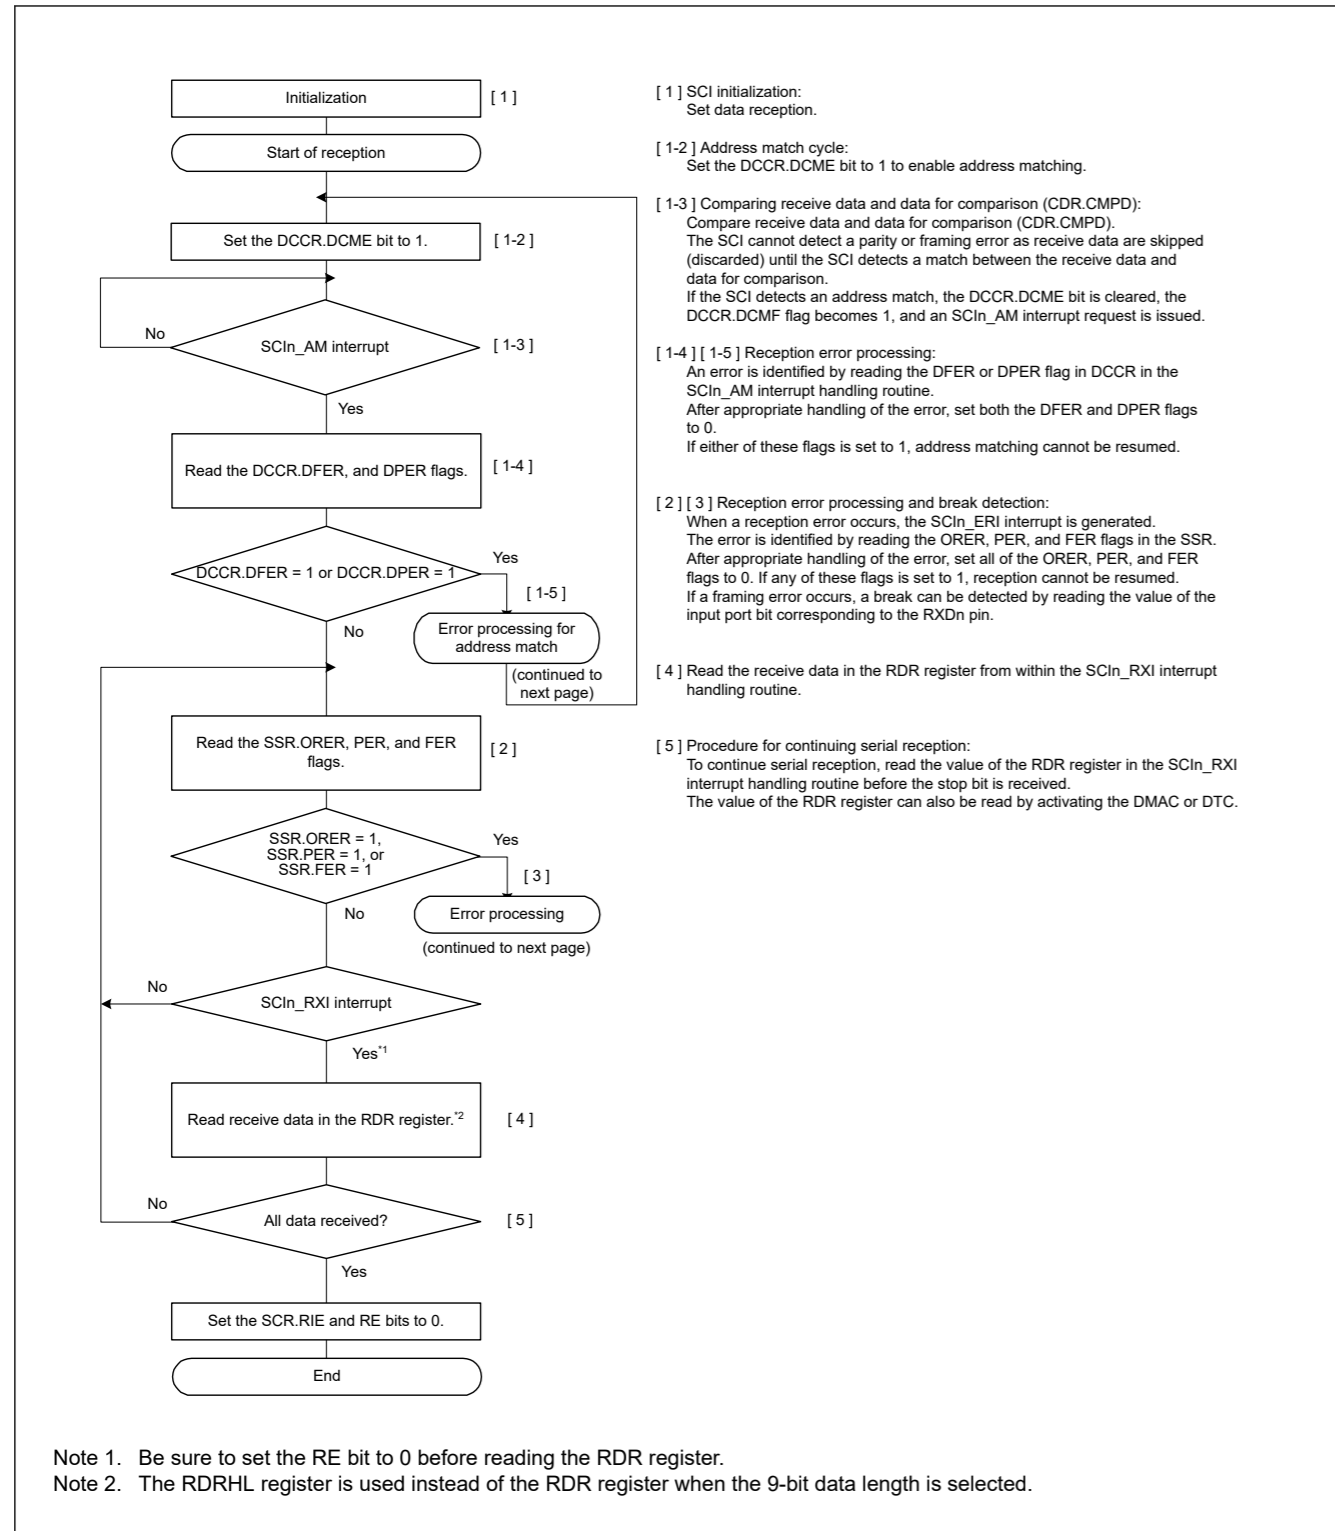 Initialization
[ 1 ]
Start of reception
Set the DCCR.DCME bit to 1.
[ 1-2 ]
No
SCIn_AM interrupt
[ 1-3 ]
Yes
Read the DCCR.DFER, and DPER flags.
[ 1-4 ]
DCCR.DFER = 1 or DCCR.DPER = 1
Yes
[ 1-5 ]
No
Error processing for
address match
(continued to
next page)
Read the SSR.ORER, PER, and FER
flags.
[ 2 ]
SSR.ORER = 1,
SSR.PER = 1, or
SSR.FER = 1
Yes
[ 3 ]
No
Error processing
(continued to next page)
No
SCIn_RXI interrupt
Yes*1
Read receive data in the RDR register.*2
[ 4 ]
No
All data received?
[ 5 ]
Yes
Set the SCR.RIE and RE bits to 0.
End
[ 1 ] SCI initialization:
Set data reception.
[ 1-2 ] Address match cycle:
Set the DCCR.DCME bit to 1 to enable address matching.
[ 1-3 ] Comparing receive data and data for comparison (CDR.CMPD):
Compare receive data and data for comparison (CDR.CMPD).
The SCI cannot detect a parity or framing error as receive data are skipped
(discarded) until the SCI detects a match between the receive data and
data for comparison.
If the SCI detects an address match, the DCCR.DCME bit is cleared, the
DCCR.DCMF flag becomes 1, and an SCIn_AM interrupt request is issued.
[ 1-4 ] [ 1-5 ] Reception error processing:
An error is identified by reading the DFER or DPER flag in DCCR in the
SCIn_AM interrupt handling routine.
After appropriate handling of the error, set both the DFER and DPER flags
to 0.
If either of these flags is set to 1, address matching cannot be resumed.
[ 2 ] [ 3 ] Reception error processing and break detection:
When a reception error occurs, the SCIn_ERI interrupt is generated.
The error is identified by reading the ORER, PER, and FER flags in the SSR.
After appropriate handling of the error, set all of the ORER, PER, and FER
flags to 0. If any of these flags is set to 1, reception cannot be resumed.
If a framing error occurs, a break can be detected by reading the value of the
input port bit corresponding to the RXDn pin.
[ 4 ] Read the receive data in the RDR register from within the SCIn_RXI interrupt
handling routine.
[ 5 ] Procedure for continuing serial reception:
To continue serial reception, read the value of the RDR register in the SCIn_RXI
interrupt handling routine before the stop bit is received.
The value of the RDR register can also be read by activating the DMAC or DTC.
Note 1. Be sure to set the RE bit to 0 before reading the RDR register.
Note 2. The RDRHL register is used instead of the RDR register when the 9-bit data length is selected.